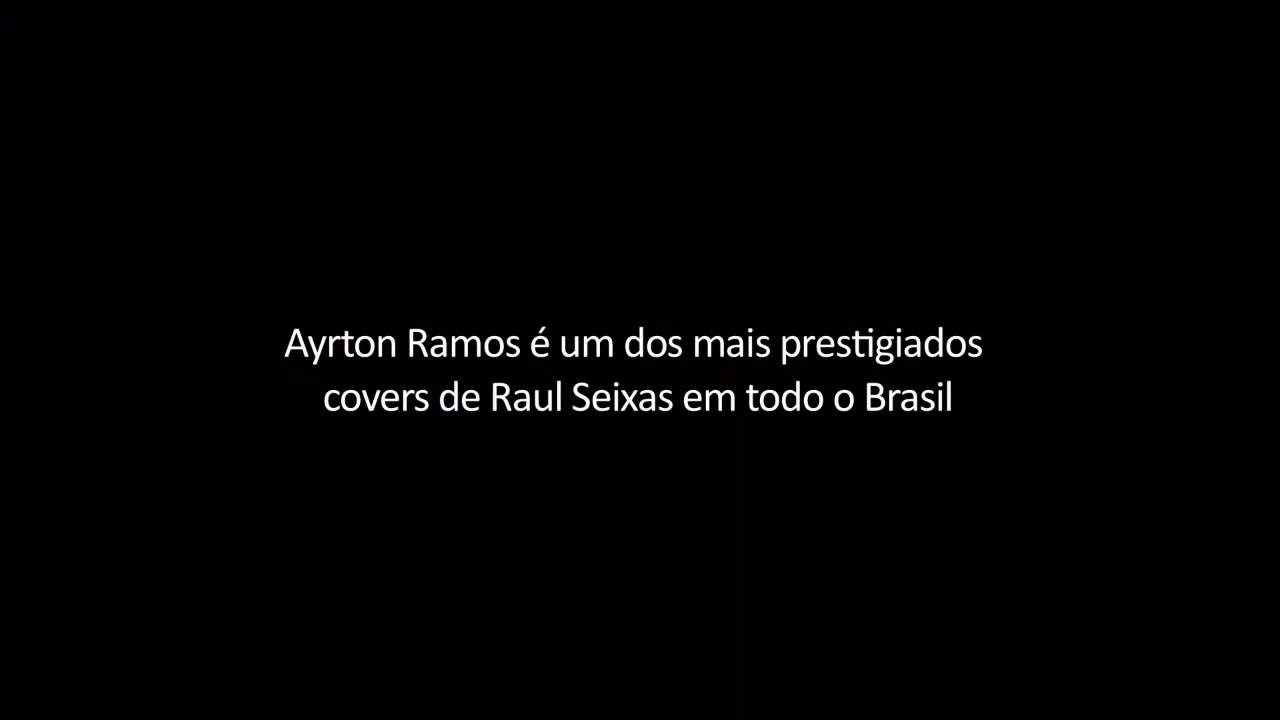 Ayrton Ramos é um dos mais prestigiados
covers de Raul Seixas em todo o Brasil